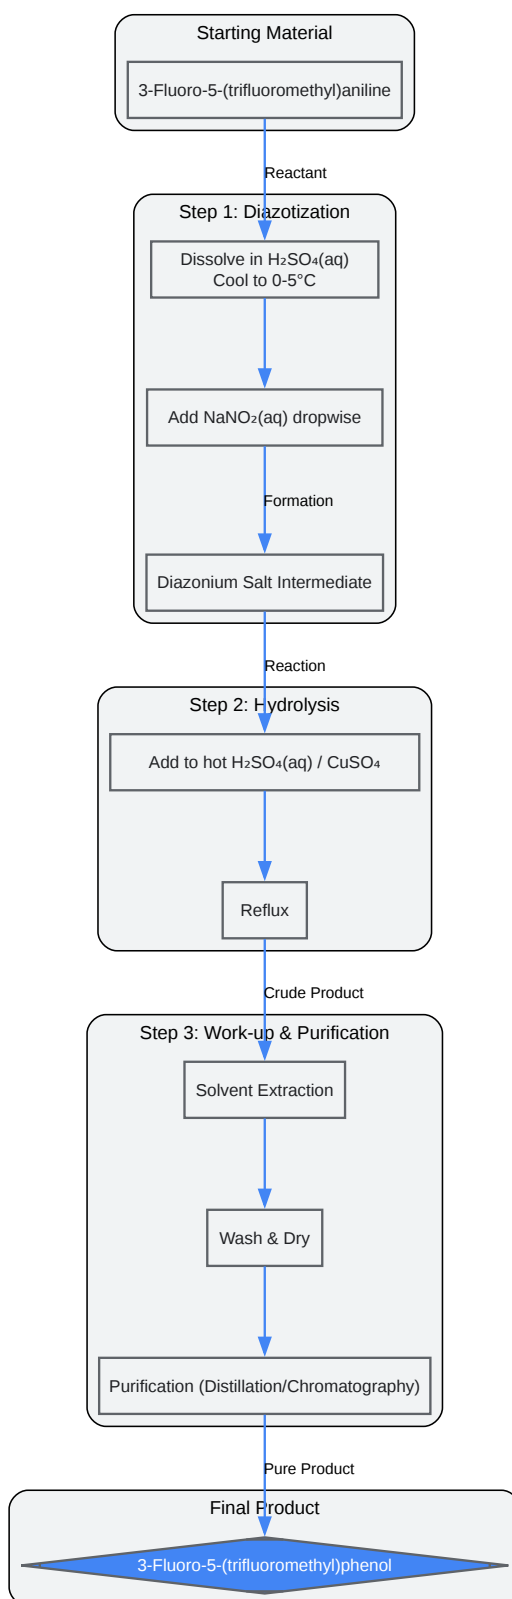 Starting Material
3-Fluoro-5-(trifluoromethyl)aniline
Reactant
Step 1: Diazotization
Dissolve in H₂SO₄(aq)
Cool to 0-5°C
Add NaNO₂(aq) dropwise
Formation
Diazonium Salt Intermediate
Reaction
Step 2: Hydrolysis
Add to hot H₂SO₄(aq) / CuSO₄
Reflux
Crude Product
Step 3: Work-up & Purification
Solvent Extraction
Wash & Dry
Purification (Distillation/Chromatography)
Pure Product
Final Product
3-Fluoro-5-(trifluoromethyl)phenol